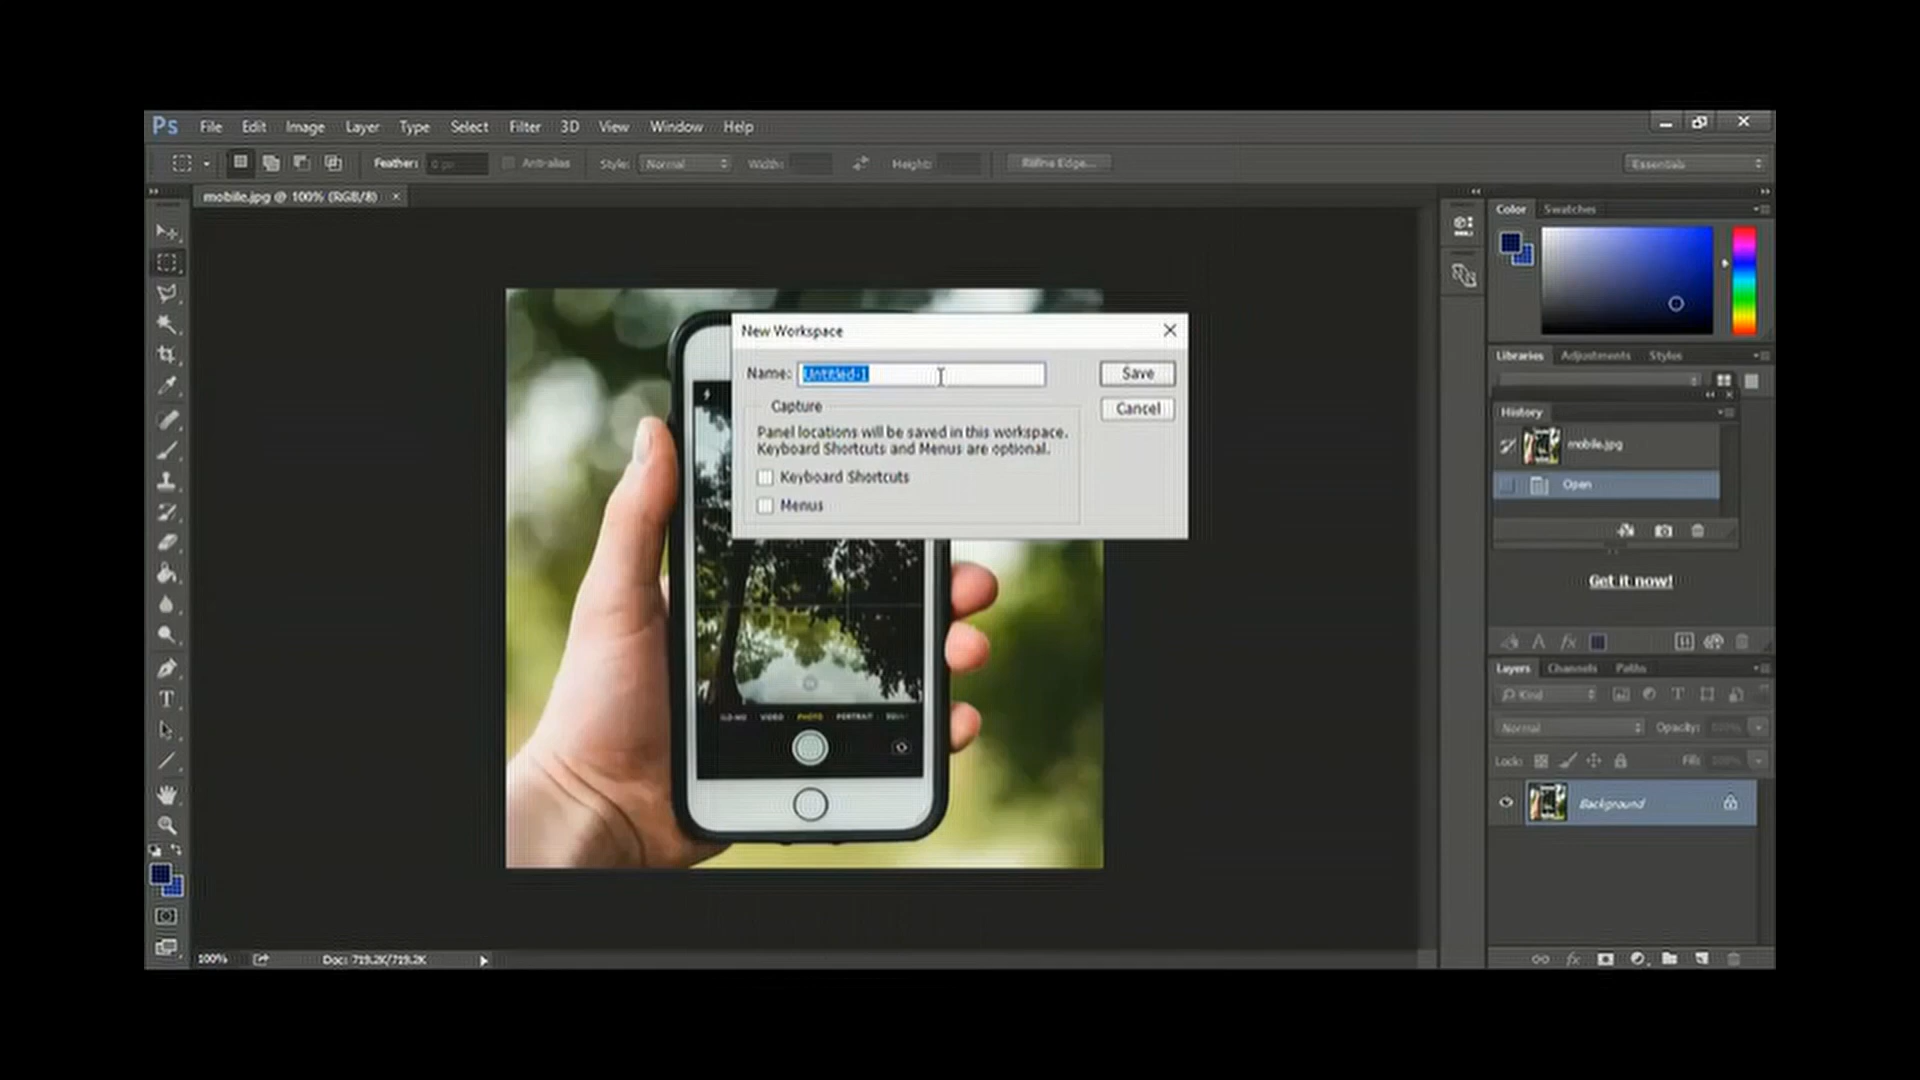 Ps File Edit Image Layer Type Select Filter 3D View Window Help
Feather: 0 px Anti-alias Style: Normal Width: Height: Refine Edge... Essentials
mobile.jpg @ 100% (RGB/8)
Color Swatches
New Workspace
Name: Untitled-1 Save
Cancel
Capture
Panel locations will be saved in this workspace.
Keyboard Shortcuts and Menus are optional.
Keyboard Shortcuts
Menus
Libraries Adjustments Styles
History
mobile.jpg
Open
Get it now!
Layers Channels Paths
Kind
Normal Opacity: 100%
Lock: Fill: 100%
Background
VIDEO PHOTO PORTRAIT
100% Doc: 719.2K/719.2K